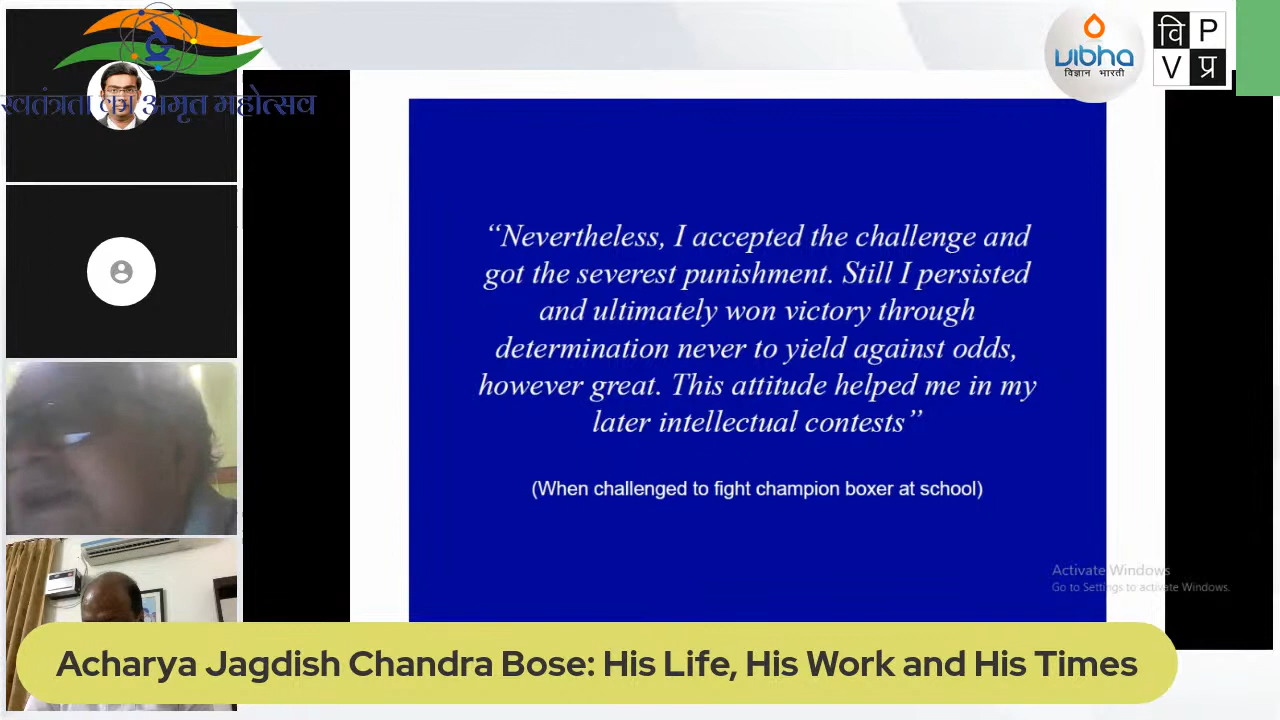 स्वतंत्रता का अमृत महोत्सव
vibha
विज्ञान भारती
वि P
V प्र
“Nevertheless, I accepted the challenge and
got the severest punishment. Still I persisted
and ultimately won victory through
determination never to yield against odds,
however great. This attitude helped me in my
later intellectual contests”
(When challenged to fight champion boxer at school)
Activate Windows
Go to Settings to activate Windows.
Acharya Jagdish Chandra Bose: His Life, His Work and His Times